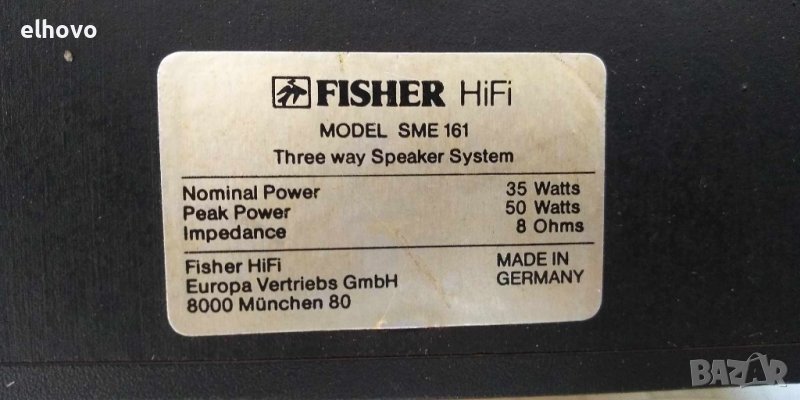 elhovo
FISHER HiFi
MODEL SME 161
Three way Speaker System
Nominal Power 35 Watts
Peak Power 50 Watts
Impedance 8 Ohms
Fisher HiFi MADE IN
Europa Vertriebs GmbH GERMANY
8000 München 80
BAZAR